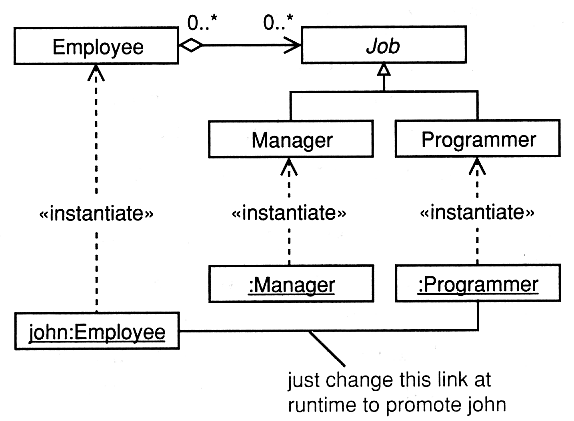 0..*
0..*
Employee
Job
Manager
Programmer
«instantiate»
«instantiate»
«instantiate»
:Manager
:Programmer
john:Employee
just change this link at
runtime to promote john